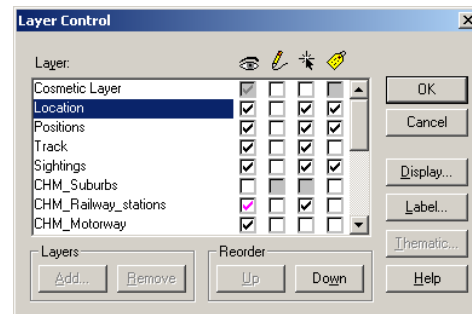 Layer Control
Layer:
Cosmetic Layer
OK
Location
Positions
Cancel
Track
Sightings
Display...
CHM_Suburbs
CHM_Railway_stations
Label...
CHM_Motorway
Layers
Reorder
Thematic...
Add...
Remove
Up
Down
Help